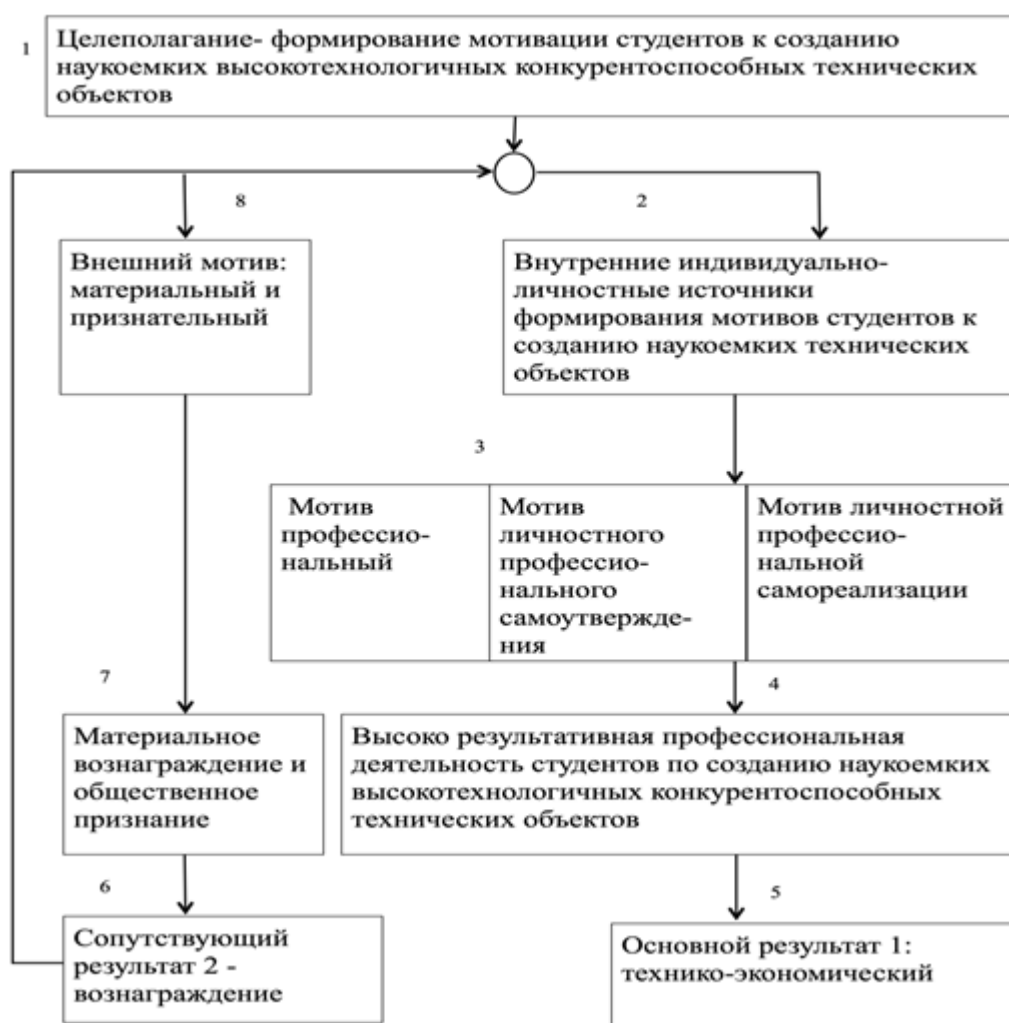 1
Целеполагание- формирование мотивации студентов к созданию
наукоемких высокотехнологичных конкурентоспособных технических
объектов
8
2
Внешний мотив:
материальный и
признательный
Внутренние индивидуально-
личностные источники
формирования мотивов студентов к
созданию наукоемких технических
объектов
3
Мотив
профессио-
нальный
Мотив
личностного
профессио-
нального
самоутвержде-
ния
Мотив личностной
профессио-
нальной
самореализации
7
4
Материальное
вознаграждение и
общественное
признание
Высоко результативная профессиональная
деятельность студентов по созданию наукоемких
высокотехнологичных конкурентоспособных
технических объектов
6
5
Сопутствующий
результат 2 -
вознаграждение
Основной результат 1:
технико-экономический